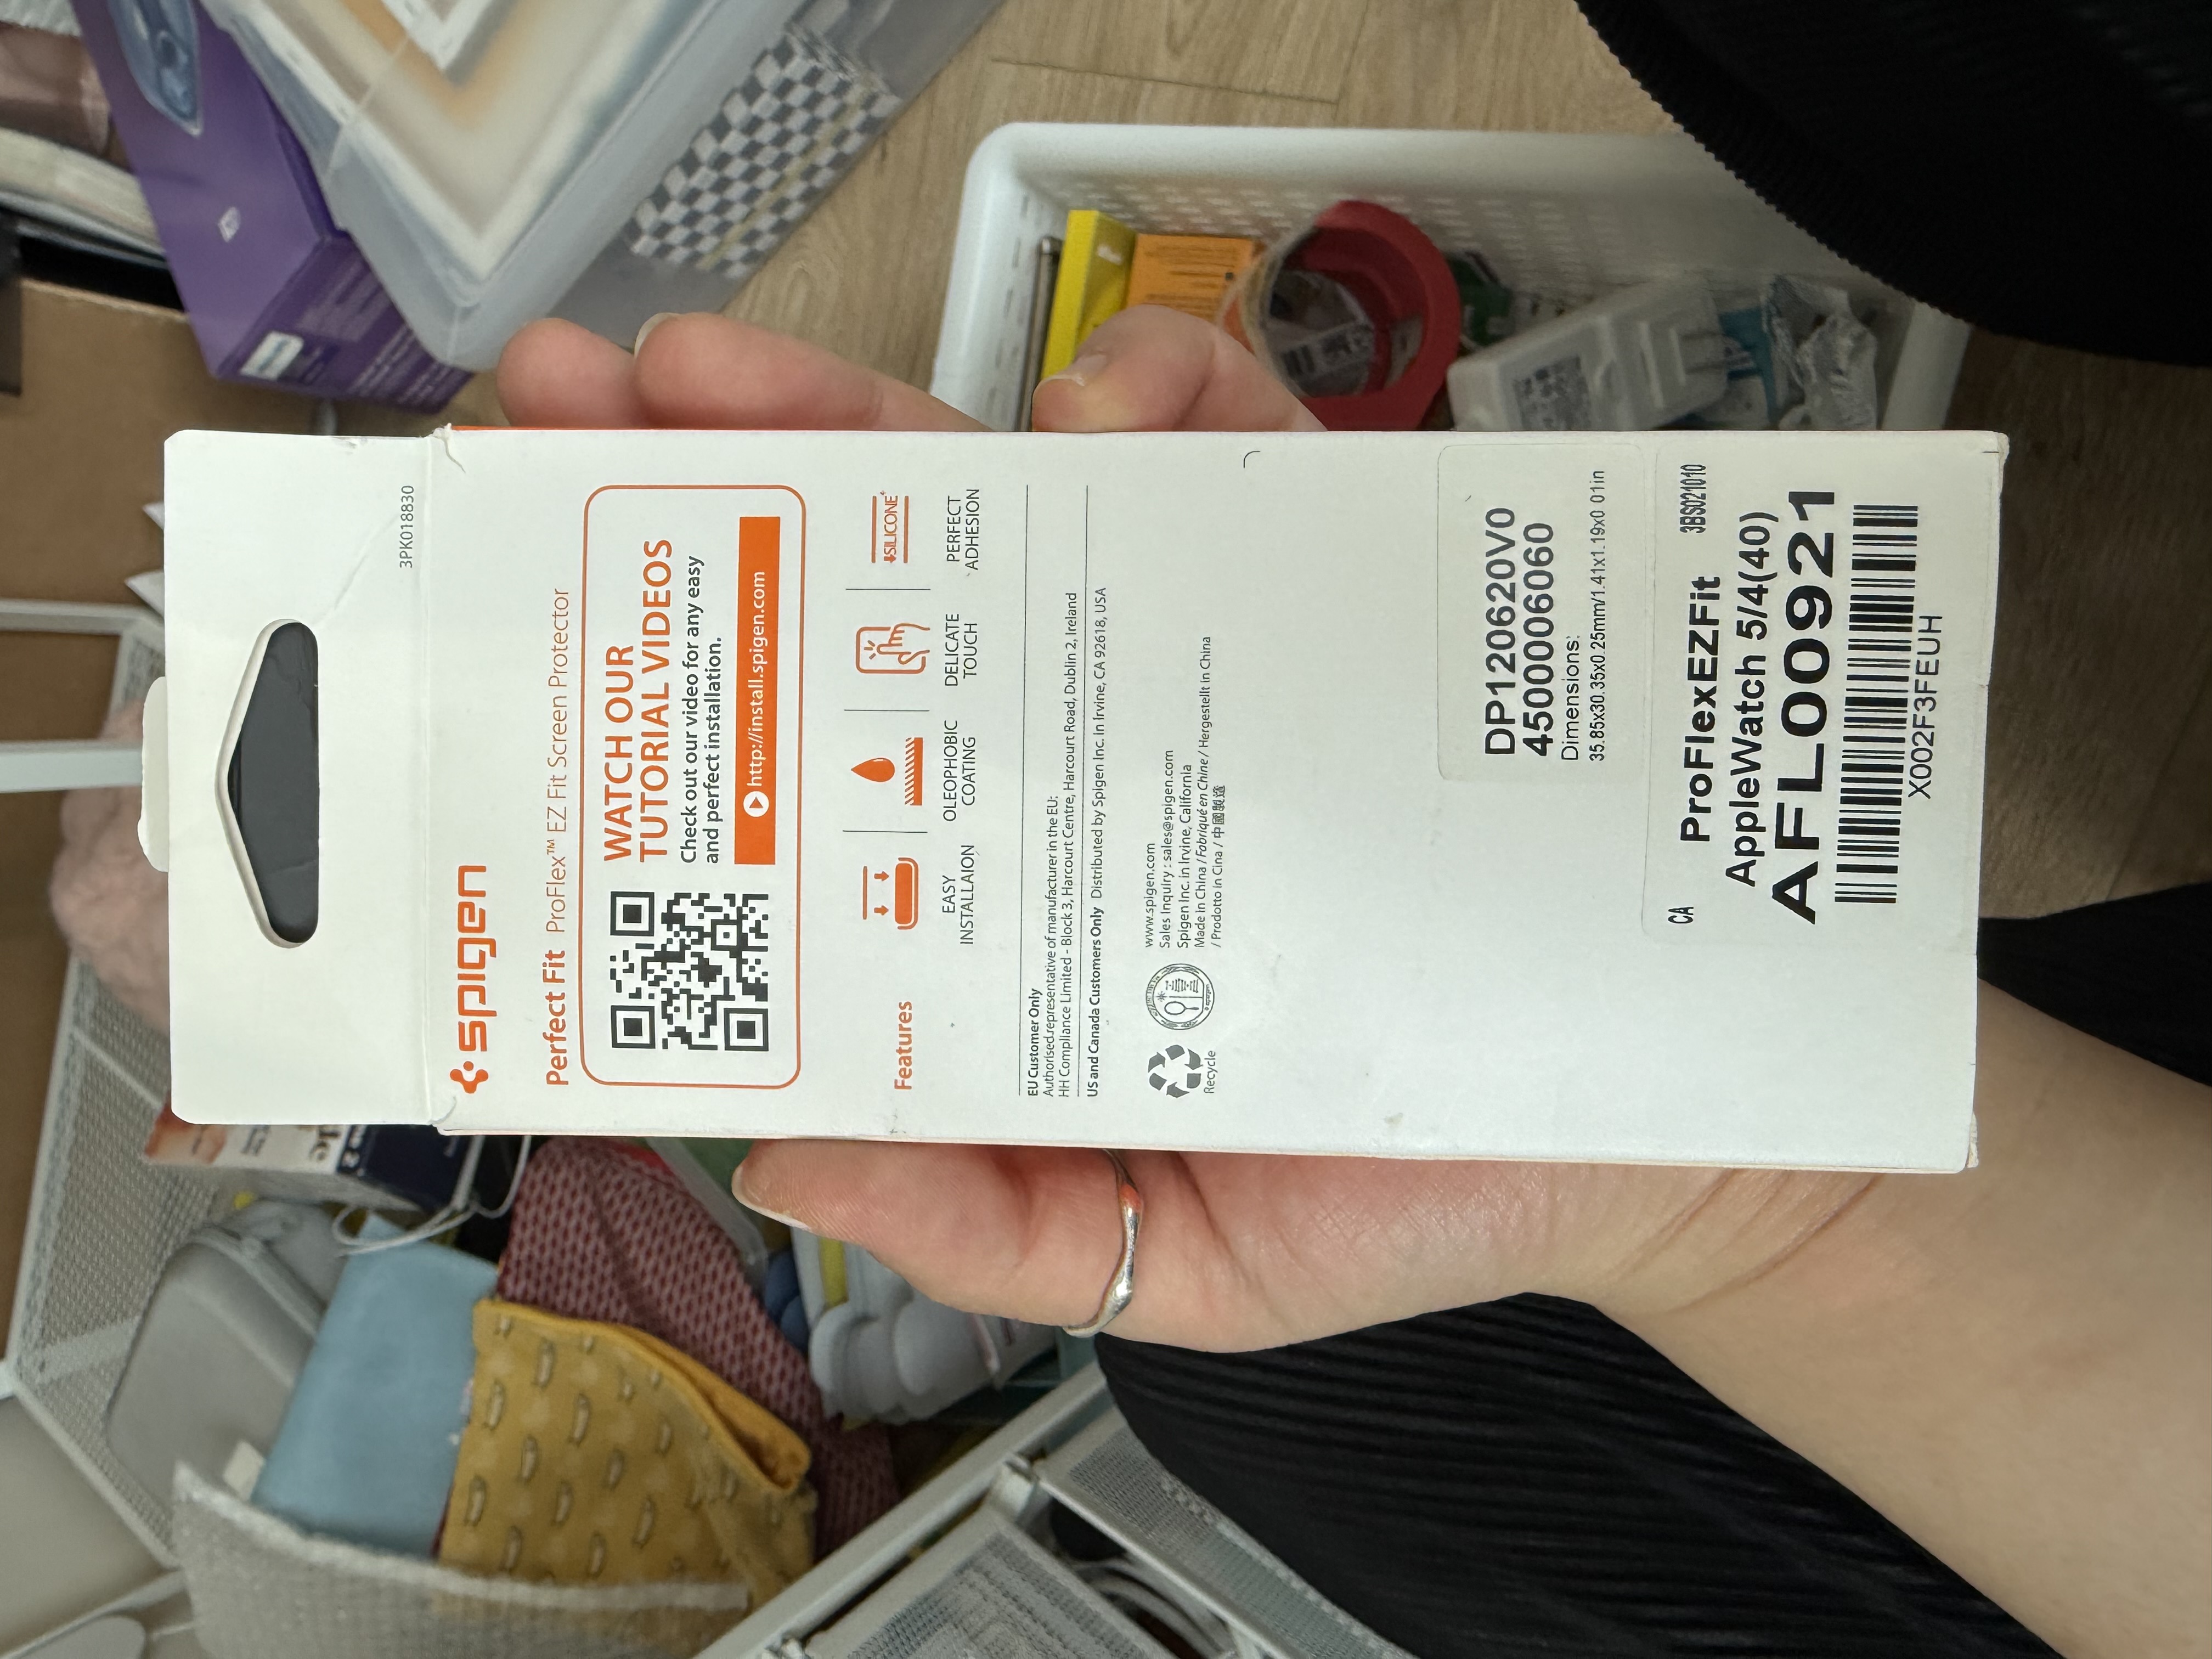 3PK018830
spigen
Perfect Fit ProFlex™ EZ Fit Screen Protector
WATCH OUR
TUTORIAL VIDEOS
Check out our video for any easy
and perfect installation.
http://install.spigen.com
Features
EASY
INSTALLAION
OLEOPHOBIC
COATING
DELICATE
TOUCH
SILICONE
PERFECT
ADHESION
EU Customer Only
Authorised representative of manufacturer in the EU:
HH Compliance Limited - Block 3, Harcourt Centre, Harcourt Road, Dublin 2, Ireland
US and Canada Customers Only Distributed by Spigen Inc. In Irvine, CA 92618, USA
Recycle
www.spigen.com
Sales Inquiry : sales@spigen.com
Spigen Inc. in Irvine, California
Made in China / Fabriqué en Chine / Hergestellt in China
/ Prodotto in Cina / 中國製造
DP120620V0
4500006060
Dimensions:
35.85x30.35x0.25mm/1.41x1.19x0.01in
CA 3BS021010
ProFlexEZFit
AppleWatch 5/4(40)
AFL00921
X002F3FEUH